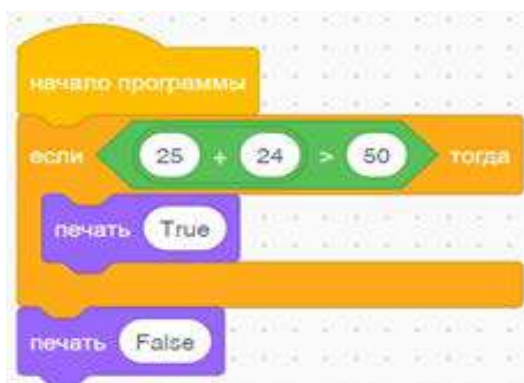 начало программы
если 25 + 24 > 50 тогда
печать True
печать False